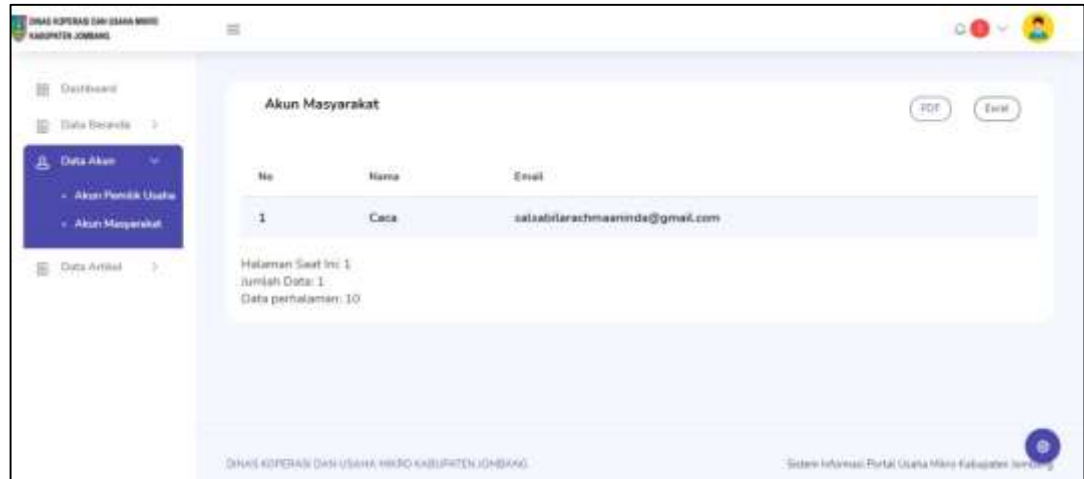 DINAS KOPERASI DAN USAHA MIKRO
KABUPATEN JOMBANG
Dashboard
Data Beranda
Data Akun
Akun Pemilik Usaha
Akun Masyarakat
Data Artikel
Akun Masyarakat
PDF
Excel
No Nama Email
1 Caca salsabilarachmaaninda@gmail.com
Halaman Saat Ini: 1
Jumlah Data: 1
Data perhalaman: 10
DINAS KOPERASI DAN USAHA MIKRO KABUPATEN JOMBANG.
Sistem Informasi Portal Usaha Mikro Kabupaten Jombang